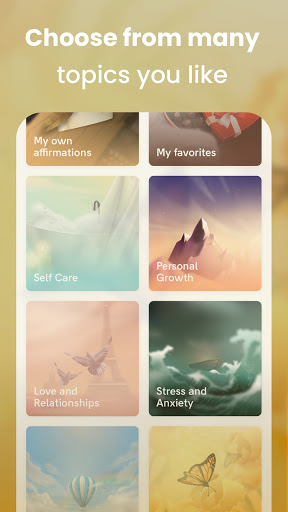 Choose from many
topics you like
My own
affirmations
My favorites
Self Care
Personal
Growth
Love and
Relationships
Stress and
Anxiety